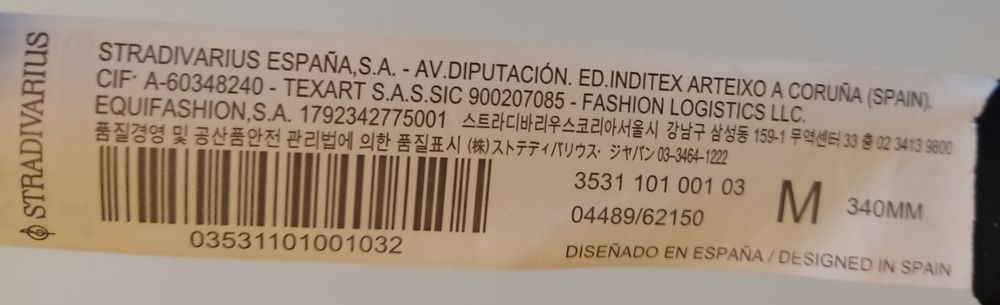 STRADIVARIUS
STRADIVARIUS ESPAÑA,S.A. - AV.DIPUTACIÓN. ED.INDITEX ARTEIXO A CORUÑA (SPAIN).
CIF· A-60348240 - TEXART S.A.S.SIC 900207085 - FASHION LOGISTICS LLC.
EQUIFASHION,S.A. 1792342775001 스트라디바리우스코리아서울시 강남구 삼성동 159-1 무역센터 33 층 02 3413 9800
품질경영 및 공산품안전 관리법에 의한 품질표시 (株) ストテディバリウス· ジャパン 03-3464-1222
3531 101 001 03 M 340MM
04489/62150
03531101001032
DISEÑADO EN ESPAÑA / DESIGNED IN SPAIN